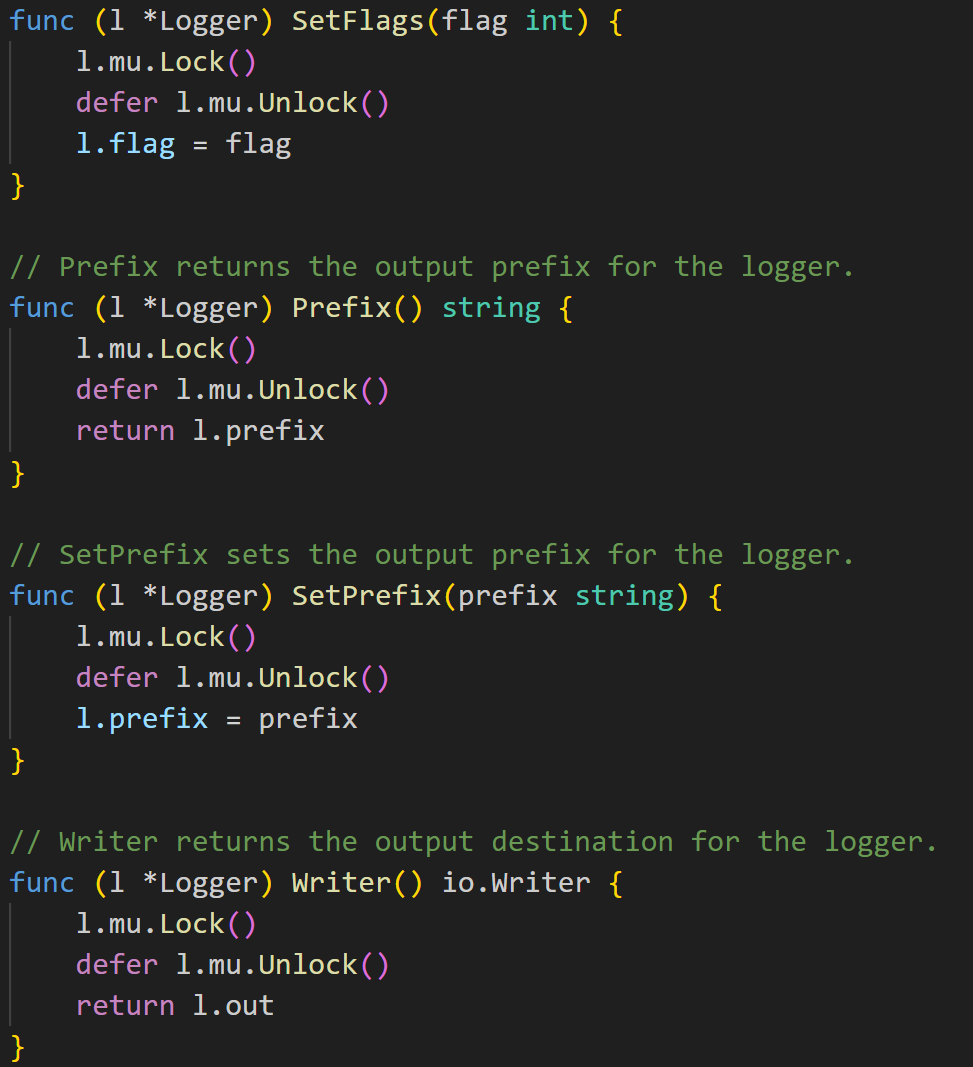 func (l *Logger) SetFlags(flag int) {
    l.mu.Lock()
    defer l.mu.Unlock()
    l.flag = flag
}

// Prefix returns the output prefix for the logger.
func (l *Logger) Prefix() string {
    l.mu.Lock()
    defer l.mu.Unlock()
    return l.prefix
}

// SetPrefix sets the output prefix for the logger.
func (l *Logger) SetPrefix(prefix string) {
    l.mu.Lock()
    defer l.mu.Unlock()
    l.prefix = prefix
}

// Writer returns the output destination for the logger.
func (l *Logger) Writer() io.Writer {
    l.mu.Lock()
    defer l.mu.Unlock()
    return l.out
}